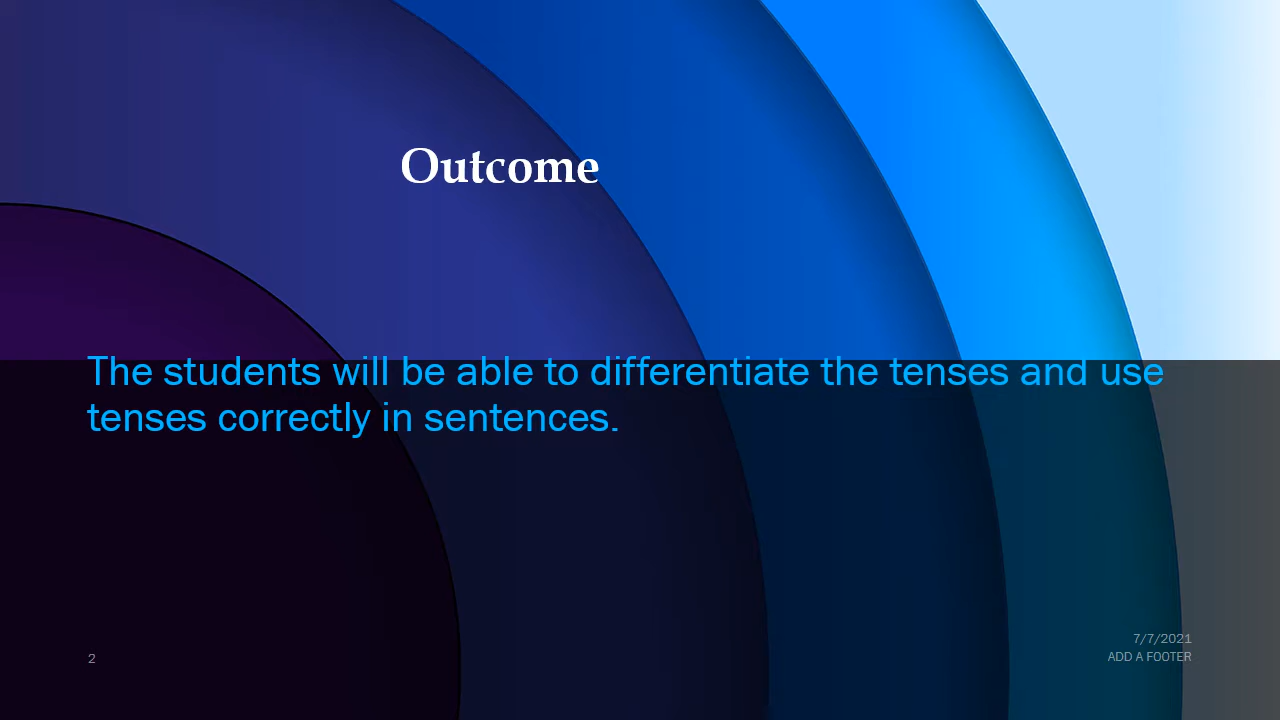 Outcome
The students will be able to differentiate the tenses and use
tenses correctly in sentences.
7/7/2021
2
ADD A FOOTER